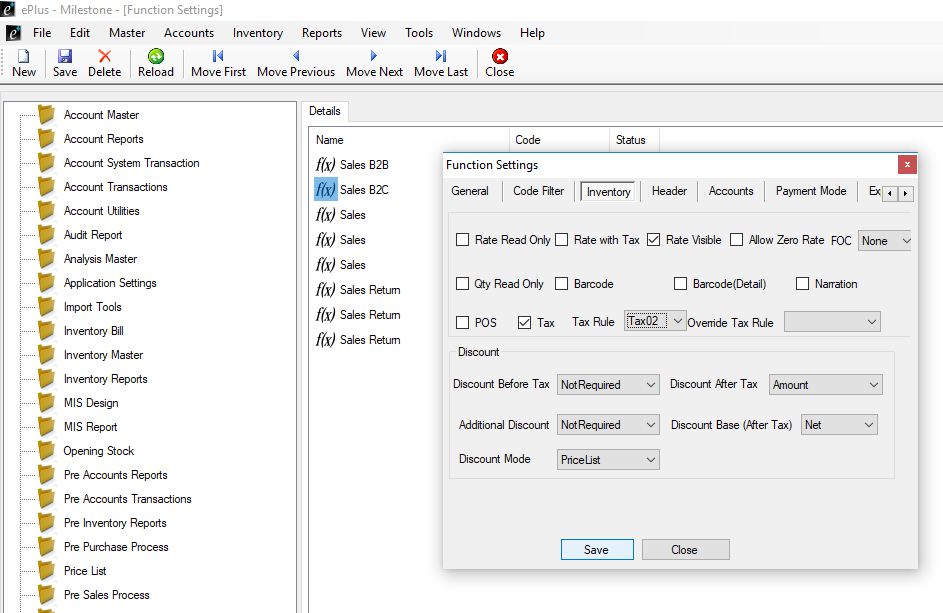 ePlus - Milestone - [Function Settings]
File Edit Master Accounts Inventory Reports View Tools Windows Help
New Save Delete Reload Move First Move Previous Move Next Move Last Close
Account Master
Account Reports
Account System Transaction
Account Transactions
Account Utilities
Audit Report
Analysis Master
Application Settings
Import Tools
Inventory Bill
Inventory Master
Inventory Reports
MIS Design
MIS Report
Opening Stock
Pre Accounts Reports
Pre Accounts Transactions
Pre Inventory Reports
Pre Purchase Process
Price List
Pre Sales Process
Details
Name Code Status
f(x) Sales B2B
f(x) Sales B2C
f(x) Sales
f(x) Sales
f(x) Sales
f(x) Sales Return
f(x) Sales Return
f(x) Sales Return
Function Settings x
General Code Filter Inventory Header Accounts Payment Mode Ex
Rate Read Only Rate with Tax Rate Visible Allow Zero Rate FOC None
Qty Read Only Barcode Barcode(Detail) Narration
POS Tax Tax Rule Tax02 Override Tax Rule
Discount
Discount Before Tax NotRequired Discount After Tax Amount
Additional Discount NotRequired Discount Base (After Tax) Net
Discount Mode PriceList
Save Close